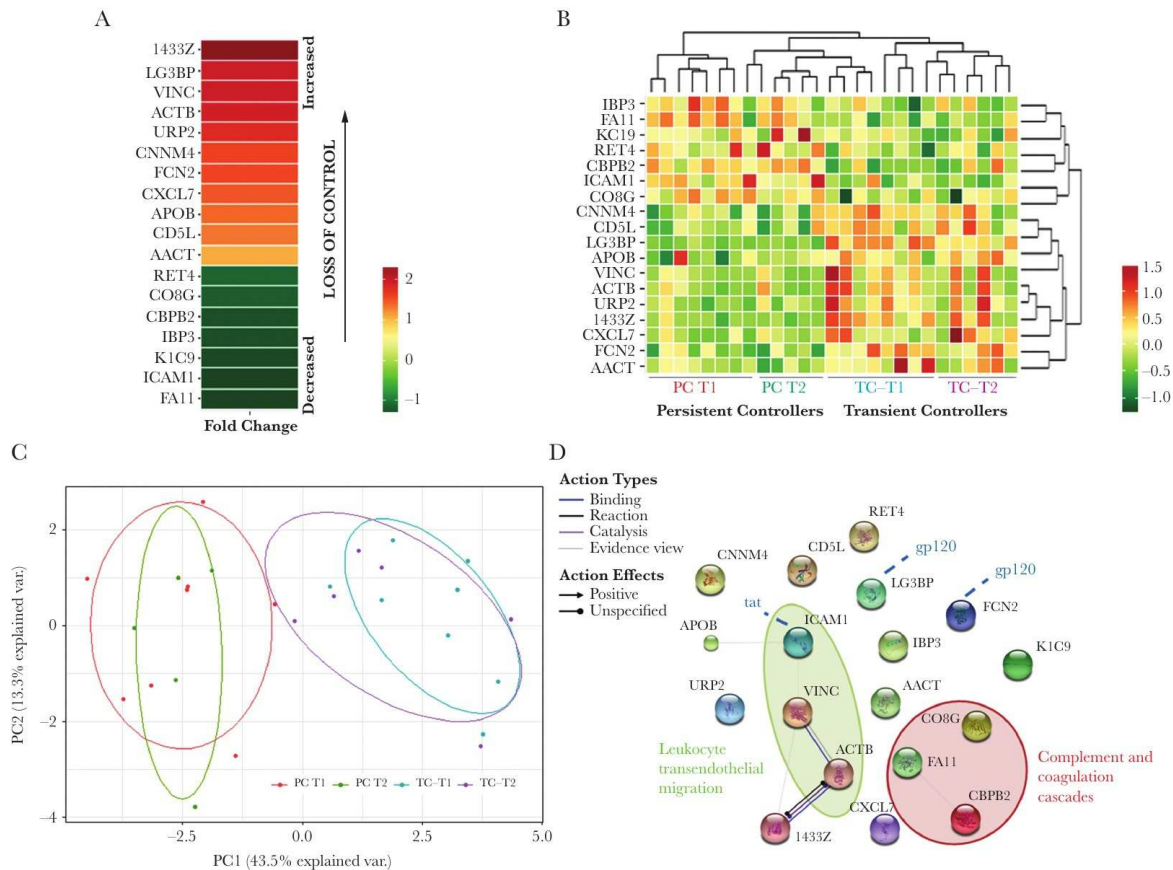 A
1433Z
LG3BP
VINC
ACTB
URP2
CNNM4
FCN2
CXCL7
APOB
CD5L
AACT
RET4
CO8G
CBPB2
IBP3
K1C9
ICAM1
FA11
Fold Change
Increased
LOSS OF CONTROL
Decreased
2
1
0
−1
B
IBP3
FA11
KC19
RET4
CBPB2
ICAM1
CO8G
CNNM4
CD5L
LG3BP
APOB
VINC
ACTB
URP2
1433Z
CXCL7
FCN2
AACT
PC T1 PC T2 TC–T1 TC–T2
Persistent Controllers Transient Controllers
1.5
1.0
0.5
0.0
−0.5
−1.0
C
PC2 (13.3% explained var.)
2
0
−2
−4
PC T1 PC T2 TC–T1 TC–T2
−2.5 0.0 2.5 5.0
PC1 (43.5% explained var.)
D
Action Types
Binding
Reaction
Catalysis
Evidence view
Action Effects
Positive
Unspecified
RET4
CD5L
CNNM4
gp120
LG3BP
gp120
FCN2
tat
ICAM1
APOB
IBP3
K1C9
URP2
VINC
AACT
CO8G
ACTB
FA11
CXCL7
CBPB2
1433Z
Leukocyte
transendothelial
migration
Complement and
coagulation
cascades